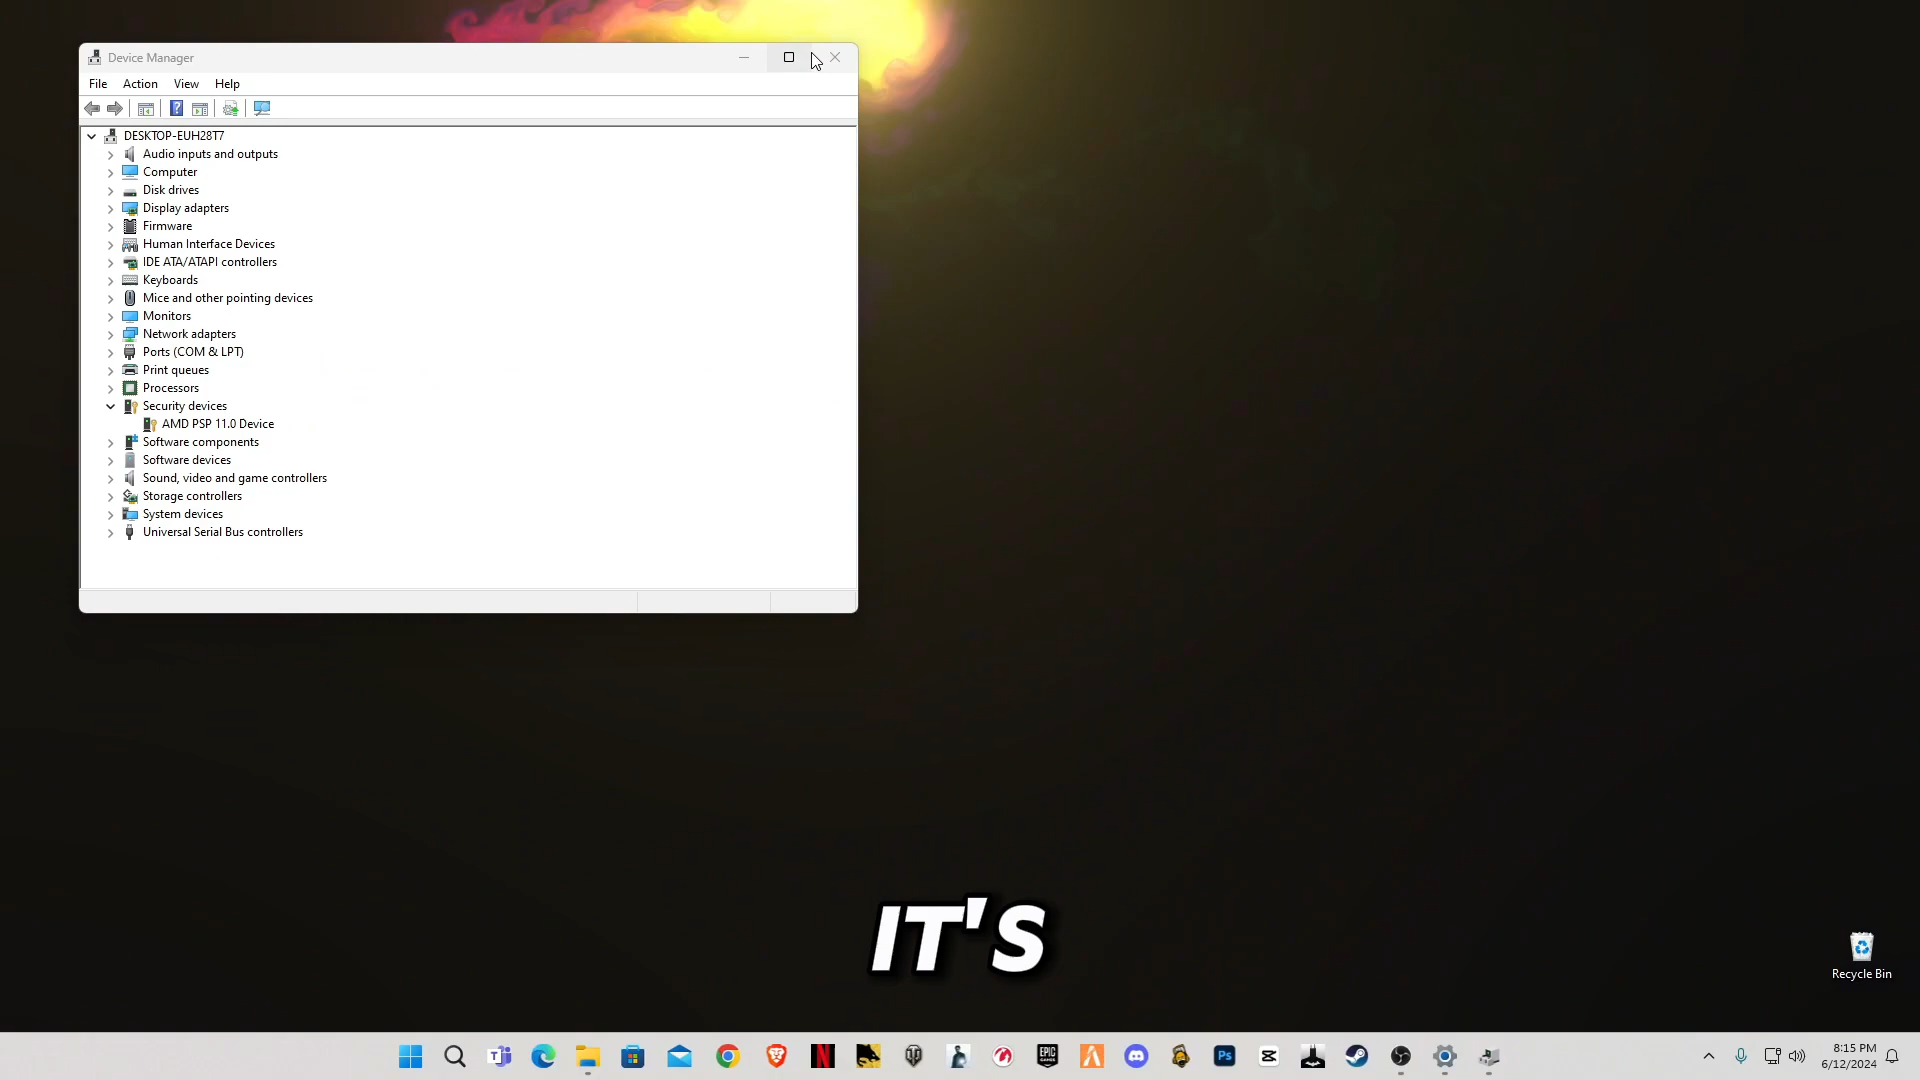 Device Manager
File Action View Help
DESKTOP-EUH28T7
Audio inputs and outputs
Computer
Disk drives
Display adapters
Firmware
Human Interface Devices
IDE ATA/ATAPI controllers
Keyboards
Mice and other pointing devices
Monitors
Network adapters
Ports (COM & LPT)
Print queues
Processors
Security devices
AMD PSP 11.0 Device
Software components
Software devices
Sound, video and game controllers
Storage controllers
System devices
Universal Serial Bus controllers
IT'S
Recycle Bin
EPIC GAMES
Ps
8:15 PM
6/12/2024